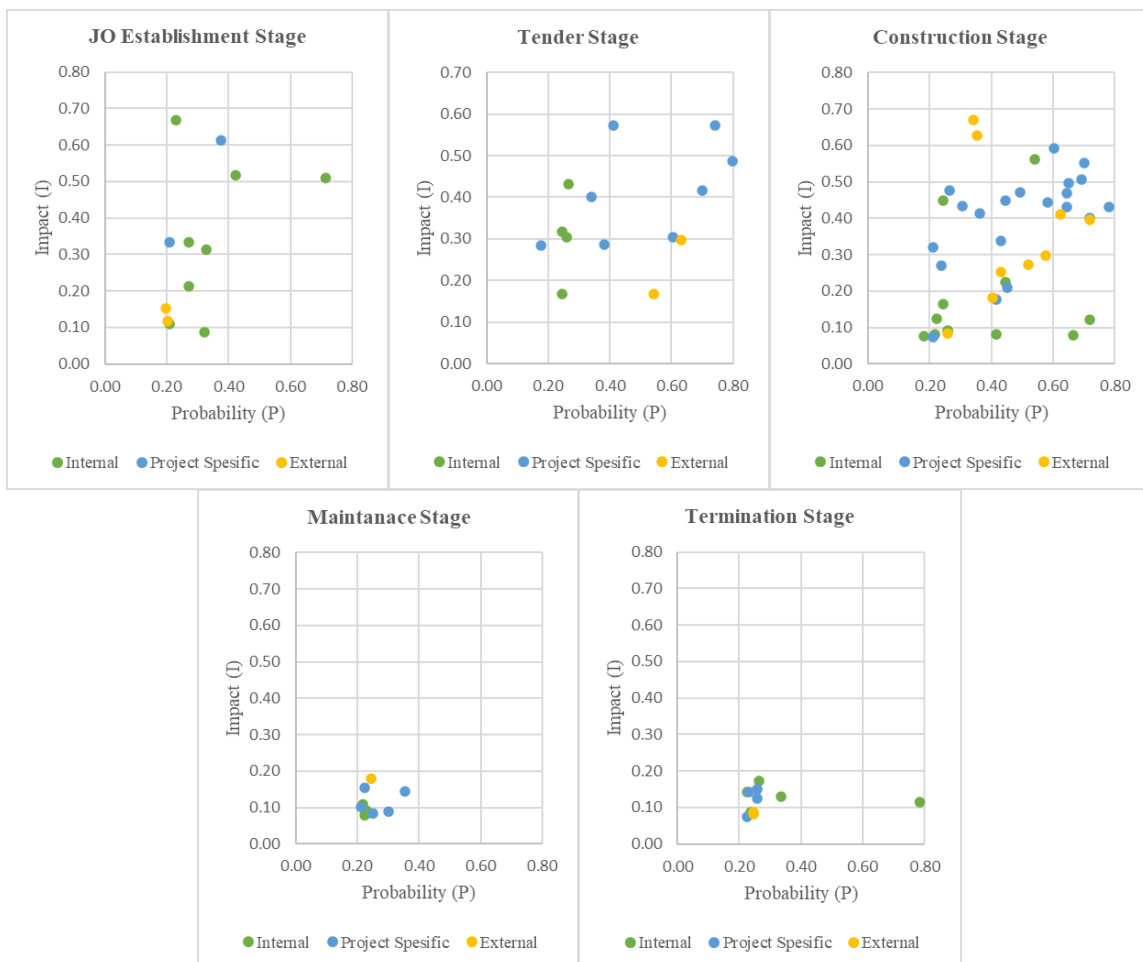 JO Establishment Stage
0.80
0.70
0.60
0.50
0.40
0.30
0.20
0.10
0.00
Impact (I)
0.00 0.20 0.40 0.60 0.80
Probability (P)
Internal Project Spesific External
Tender Stage
0.70
0.60
0.50
0.40
0.30
0.20
0.10
0.00
Impact (I)
0.00 0.20 0.40 0.60 0.80
Probability (P)
Internal Project Spesific External
Construction Stage
0.80
0.70
0.60
0.50
0.40
0.30
0.20
0.10
0.00
Impact (I)
0.00 0.20 0.40 0.60 0.80
Probability (P)
Internal Project Spesific External
Maintanace Stage
0.80
0.70
0.60
0.50
0.40
0.30
0.20
0.10
0.00
Impact (I)
0.00 0.20 0.40 0.60 0.80
Probability (P)
Internal Project Spesific External
Termination Stage
0.80
0.70
0.60
0.50
0.40
0.30
0.20
0.10
0.00
Impact (I)
0.00 0.20 0.40 0.60 0.80
Probability (P)
Internal Project Spesific External